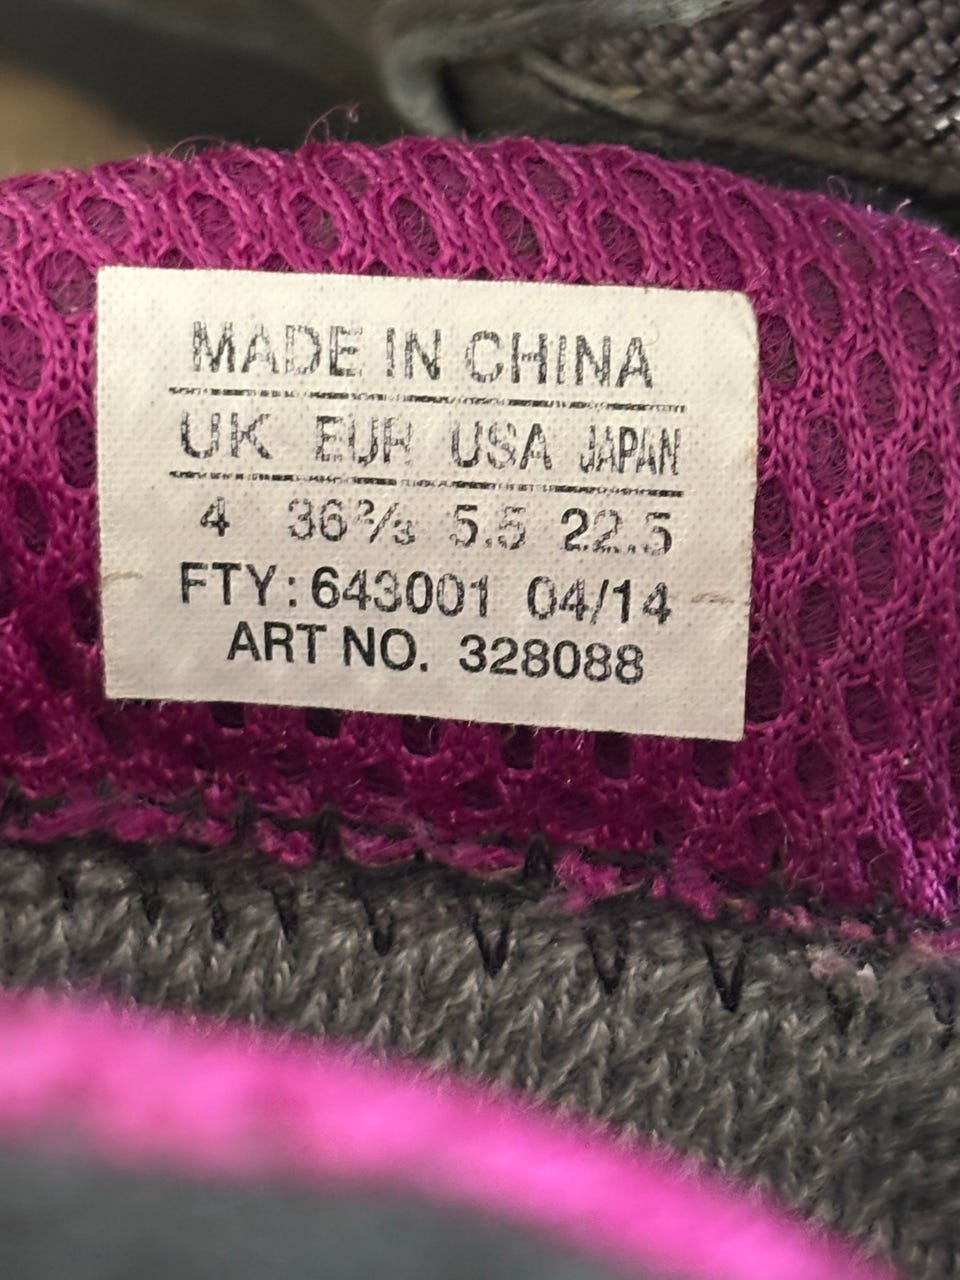 MADE IN CHINA
UK EUR USA JAPAN
4 36⅔ 5.5 22.5
FTY: 643001 04/14
ART NO. 328088